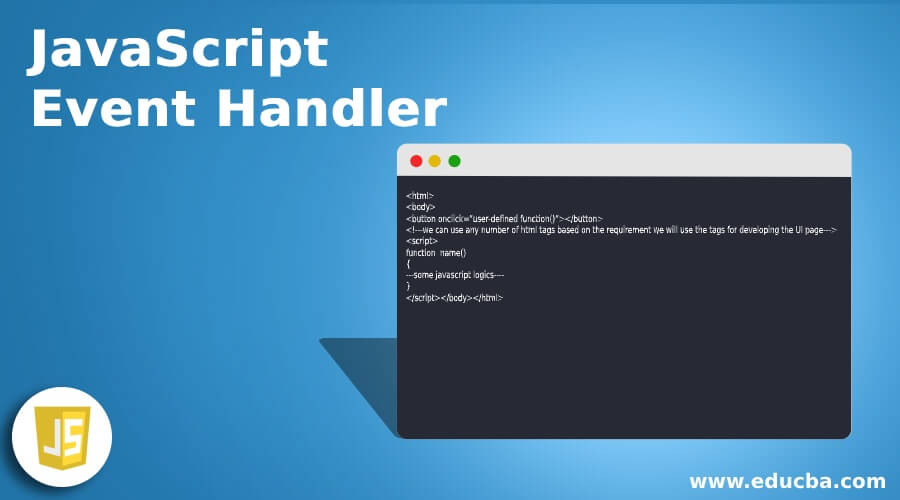 JavaScript
Event Handler
<html>
<body>
<button onclick="user-defined function()"></button>
<!---we can use any number of html tags based on the requirement we will use the tags for developing the UI page--->
<script>
function name()
{
---some javascript logics----
}
</script></body></html>
JS
www.educba.com